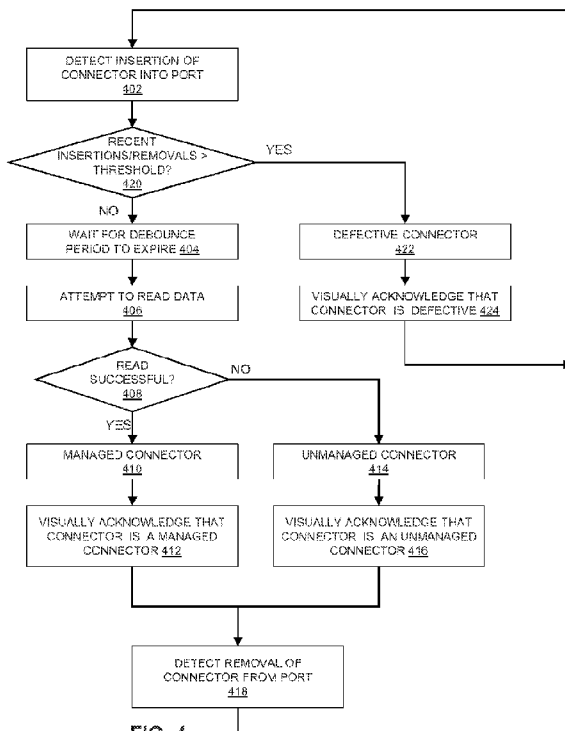 DETECT INSERTION OF
CONNECTOR INTO PORT
402
RECENT
INSERTIONS/REMOVALS >
THRESHOLD?
420
YES
NO
WAIT FOR DEBOUNCE
PERIOD TO EXPIRE 404
DEFECTIVE CONNECTOR
422
ATTEMPT TO READ DATA
406
VISUALLY ACKNOWLEDGE THAT
CONNECTOR IS DEFECTIVE 424
READ
SUCCESSFUL?
408
NO
YES
MANAGED CONNECTOR
410
UNMANAGED CONNECTOR
414
VISUALLY ACKNOWLEDGE THAT
CONNECTOR IS A MANAGED
CONNECTOR 412
VISUALLY ACKNOWLEDGE THAT
CONNECTOR IS AN UNMANAGED
CONNECTOR 416
DETECT REMOVAL OF
CONNECTOR FROM PORT
418
FIG.